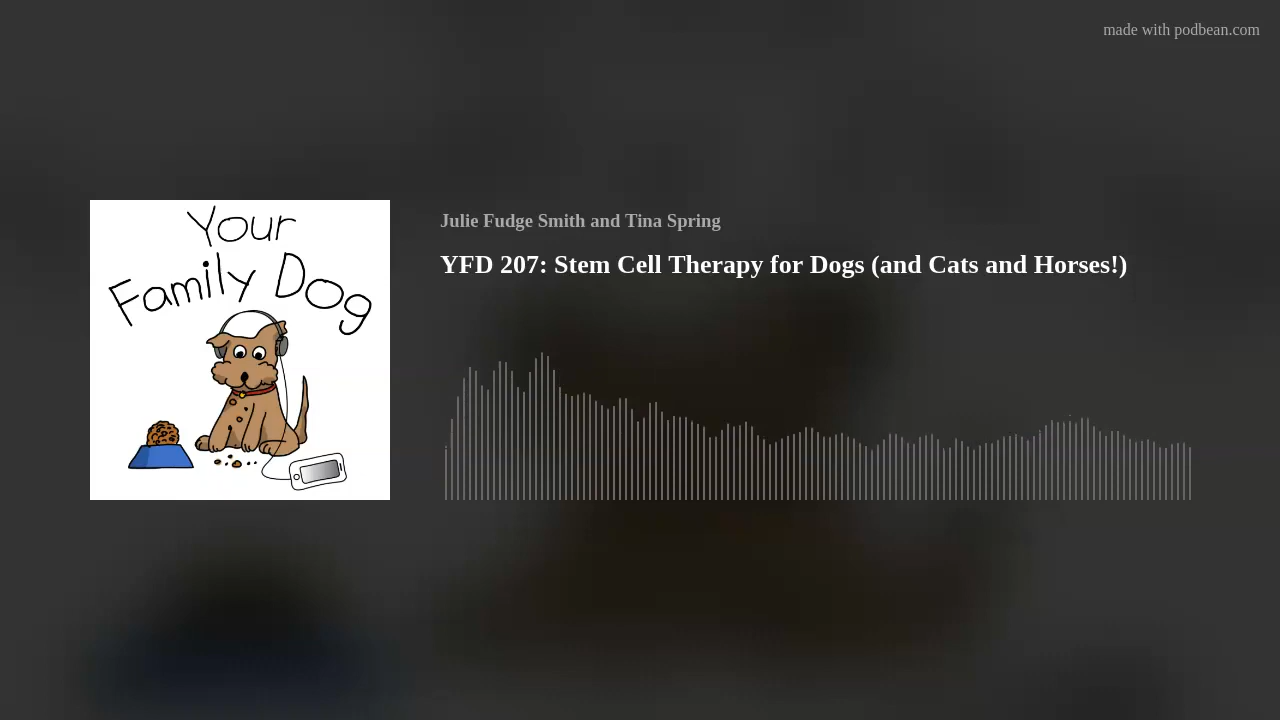 made with podbean.com
Your
Family Dog
Julie Fudge Smith and Tina Spring
YFD 207: Stem Cell Therapy for Dogs (and Cats and Horses!)